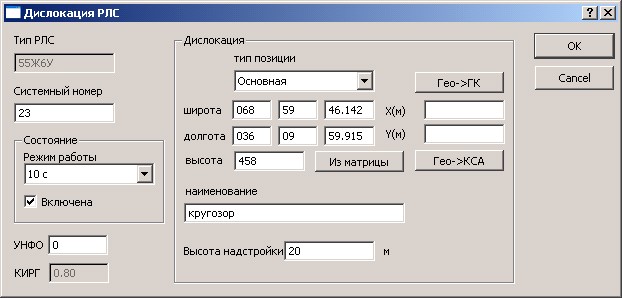 Дислокация РЛС
Тип РЛС
55Ж6У
Системный номер
23
Состояние
Режим работы
10 с
Включена
УНФО 0
КИРГ 0.80
Дислокация
тип позиции
Основная
Гео->ГК
широта 068 59 46.142 X(м)
долгота 036 09 59.915 Y(м)
высота 458 Из матрицы Гео->КСА
наименование
кругозор
Высота надстройки 20 м
OK
Cancel